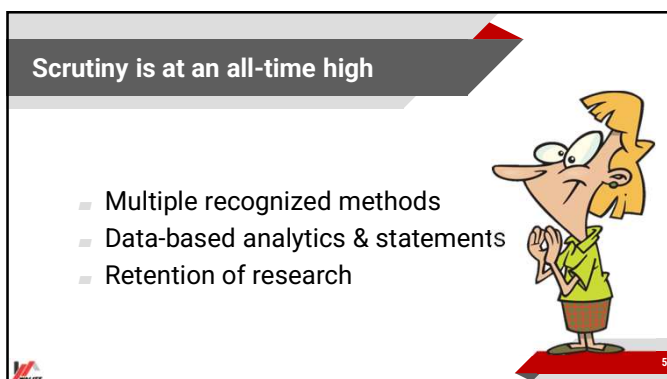 Scrutiny is at an all-time high
Multiple recognized methods
Data-based analytics & statements
Retention of research
5